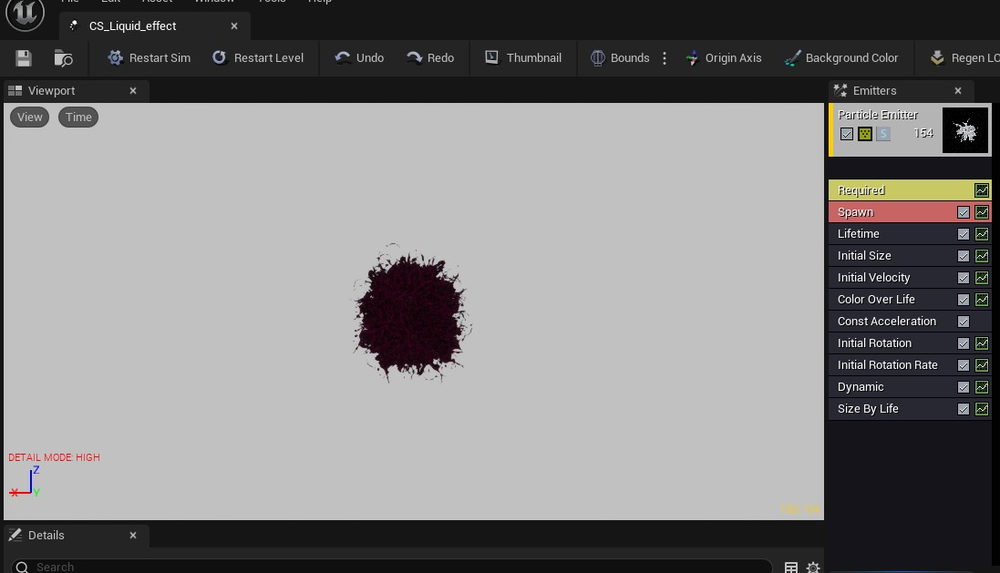 Edit Asset Window Tools Help
CS_Liquid_effect
Restart Sim Restart Level Undo Redo Thumbnail Bounds Origin Axis Background Color Regen LO
Viewport
Emitters
View Time
Particle Emitter
S 154
Required
Spawn
Lifetime
Initial Size
Initial Velocity
Color Over Life
Const Acceleration
Initial Rotation
Initial Rotation Rate
Dynamic
Size By Life
DETAIL MODE: HIGH
Z
X Y
Details
Search